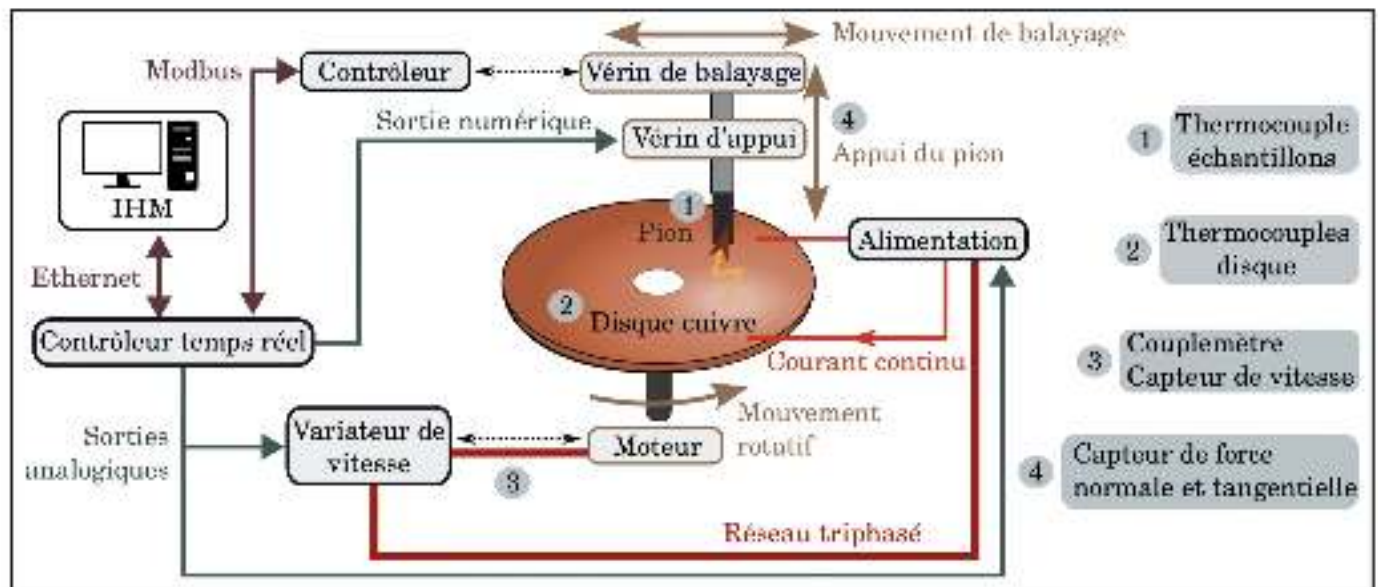 Mouvement de balayage
Modbus
Contrôleur
Vérin de balayage
Sortie numérique
Vérin d'appui
4
Appui du pion
IHM
1
Pion
Alimentation
Ethernet
2
Disque cuivre
Contrôleur temps réel
Courant continu
Mouvement
rotatif
Sorties
analogiques
Variateur de
vitesse
Moteur
3
Réseau triphasé
1
Thermocouple
échantillons
2
Thermocouples
disque
3
Couplemètre
Capteur de vitesse
4
Capteur de force
normale et tangentielle